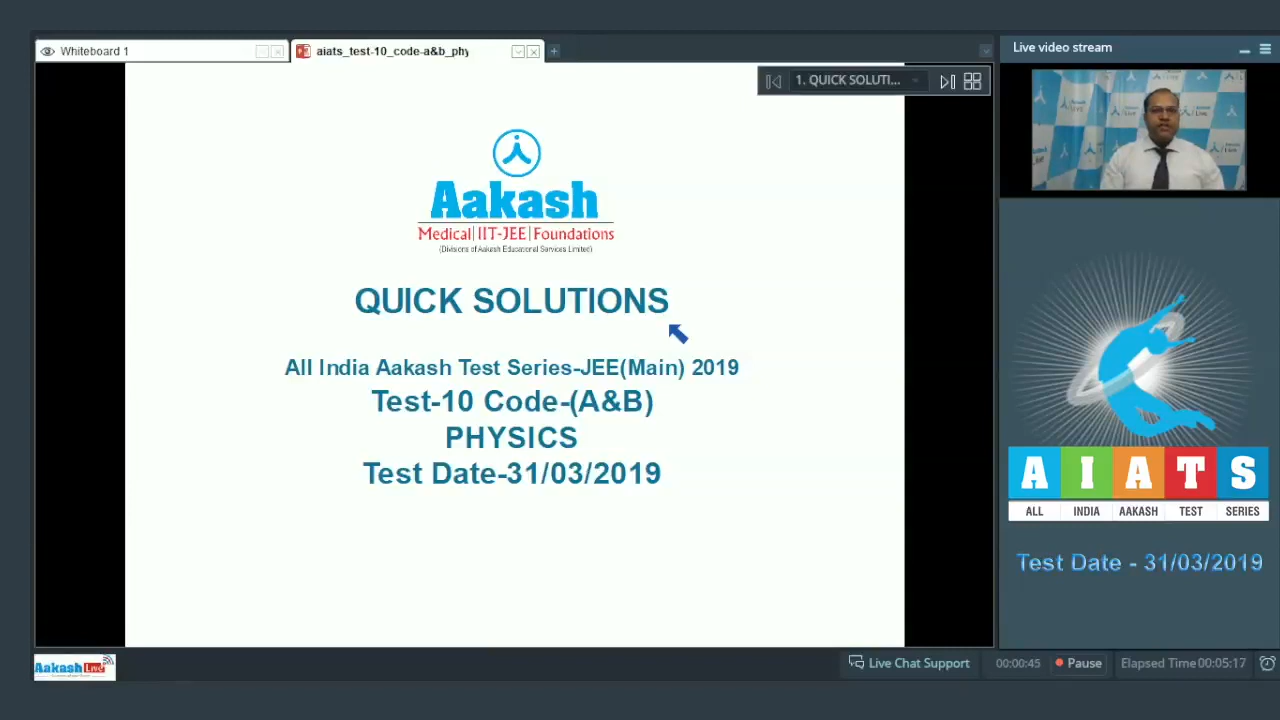 Whiteboard 1
aiats_test-10_code-a&b_phy
Live video stream
1. QUICK SOLUTI...
Aakash
Medical|IIT-JEE|Foundations
(Divisions of Aakash Educational Services Limited)
QUICK SOLUTIONS
All India Aakash Test Series-JEE(Main) 2019
Test-10 Code-(A&B)
PHYSICS
Test Date-31/03/2019
A I A T S
ALL INDIA AAKASH TEST SERIES
Test Date - 31/03/2019
Aakash Live
Live Chat Support
00:00:45
Pause
Elapsed Time 00:05:17